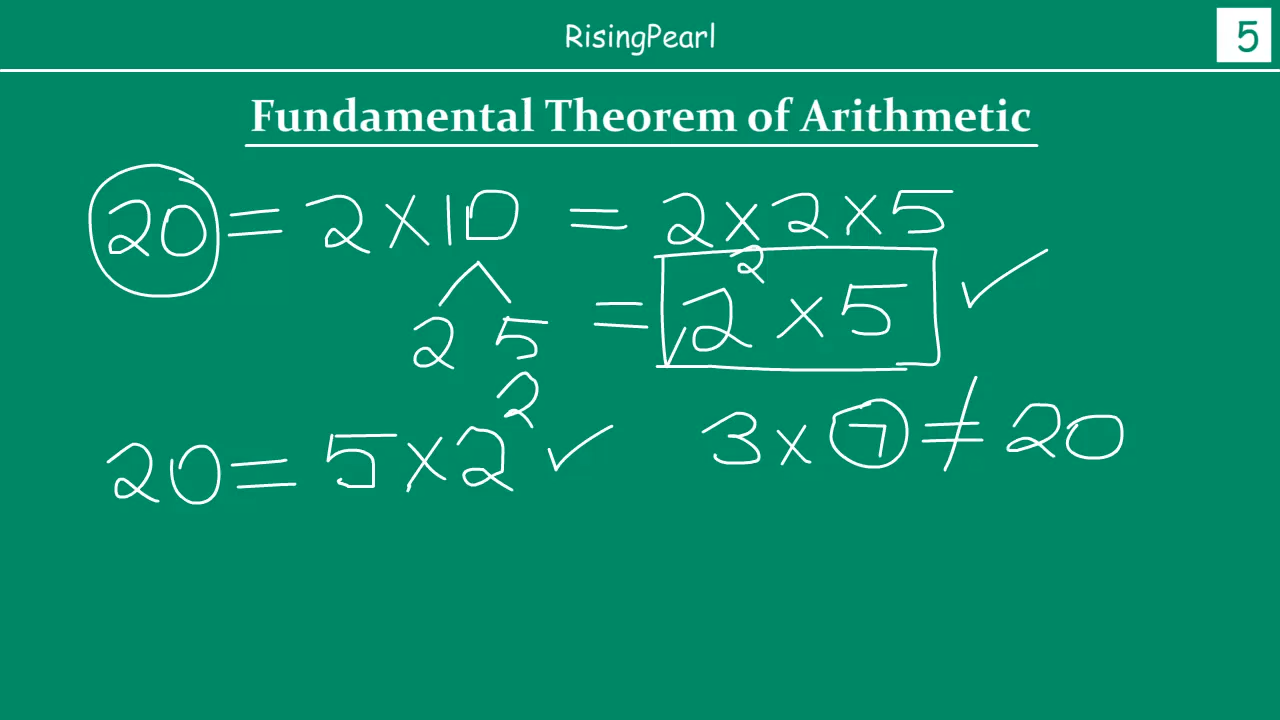 RisingPearl
5
Fundamental Theorem of Arithmetic
20 = 2 × 10 = 2 × 2 × 5
2 5 = 2² × 5 ✓
20 = 5 × 2² ✓ 3 × 7 ≠ 20